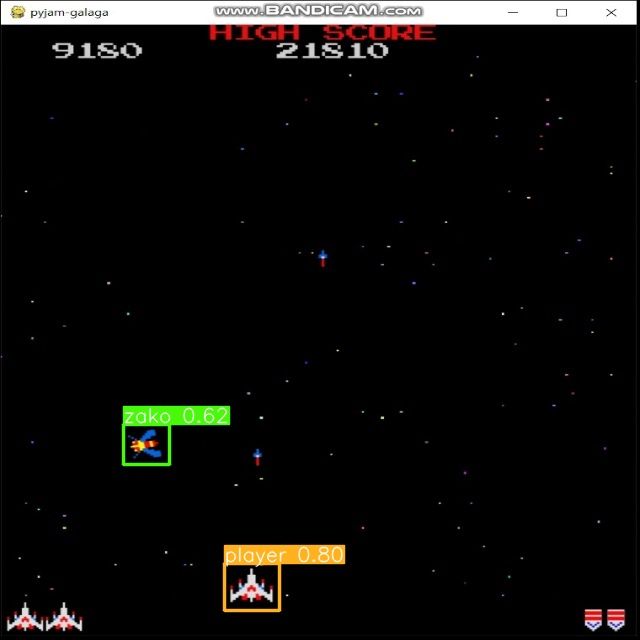 pyjam-galaga
www.BANDICAM.com
HIGH SCORE
9180
21810
zako 0.62
player 0.80